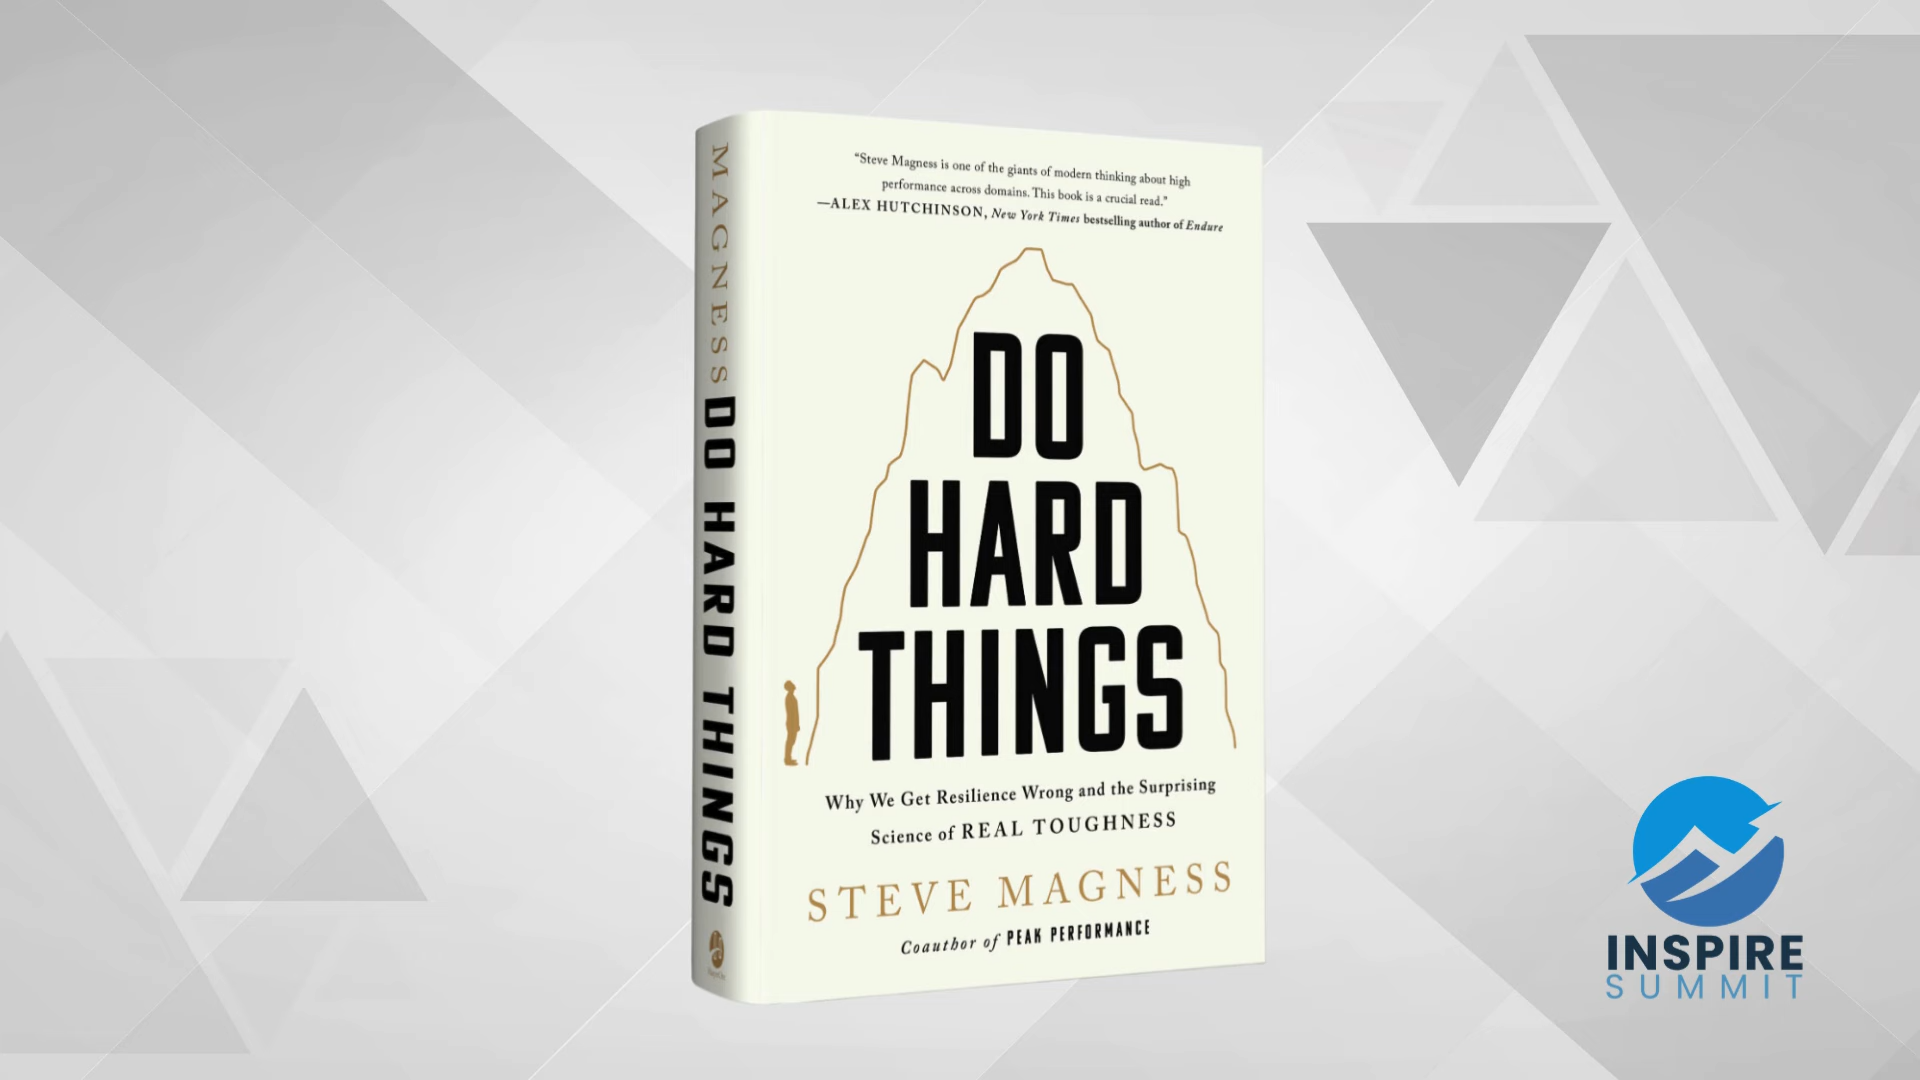 MAGNESS DO HARD THINGS
“Steve Magness is one of the giants of modern thinking about high
performance across domains. This book is a crucial read.”
—ALEX HUTCHINSON, New York Times bestselling author of Endure
DO
HARD
THINGS
Why We Get Resilience Wrong and the Surprising
Science of REAL TOUGHNESS
STEVE MAGNESS
Coauthor of PEAK PERFORMANCE
INSPIRE
SUMMIT